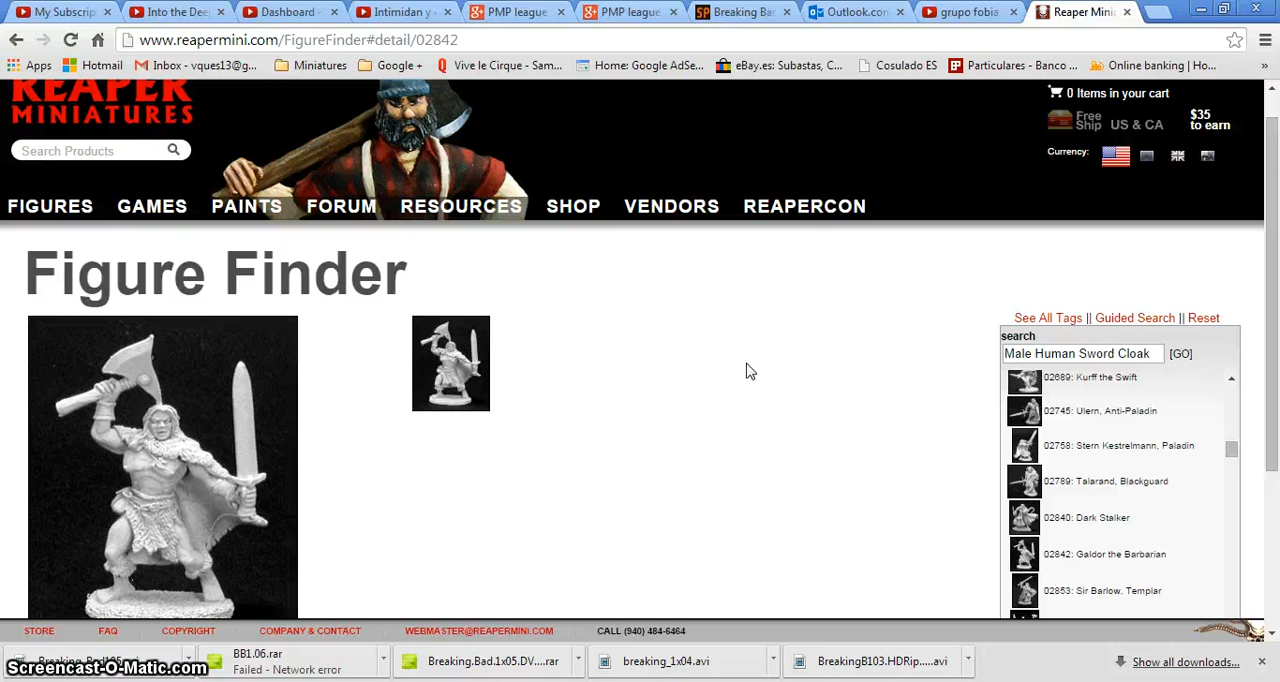 My Subscrip
Into the Dee
Dashboard -
Intimidan y
PMP league
PMP league
Breaking Ba
Outlook.con
grupo fobia
Reaper Mini
www.reapermini.com/FigureFinder#detail/02842
Apps
Hotmail
Inbox - vques13@g...
Miniatures
Google +
Vive le Cirque - Sam...
Home: Google AdSe...
eBay.es: Subastas, C...
Cosulado ES
Particulares - Banco ...
Online banking | Ho...
»
REAPER
MINIATURES
Search Products
0 Items in your cart
Free
Ship
US & CA
$35
to earn
Currency:
FIGURES GAMES PAINTS FORUM RESOURCES SHOP VENDORS REAPERCON
Figure Finder
See All Tags || Guided Search || Reset
search
Male Human Sword Cloak [GO]
02689: Kurff the Swift
02745: Ulern, Anti-Paladin
02758: Stern Kestrelmann, Paladin
02789: Talarand, Blackguard
02840: Dark Stalker
02842: Galdor the Barbarian
02853: Sir Barlow, Templar
STORE FAQ COPYRIGHT COMPANY & CONTACT WEBMASTER@REAPERMINI.COM CALL (940) 484-6464
BB1.06.rar
Failed - Network error
Breaking.Bad.1x05.DV....rar
breaking_1x04.avi
BreakingB103.HDRip.....avi
Show all downloads...
Screencast-O-Matic.com